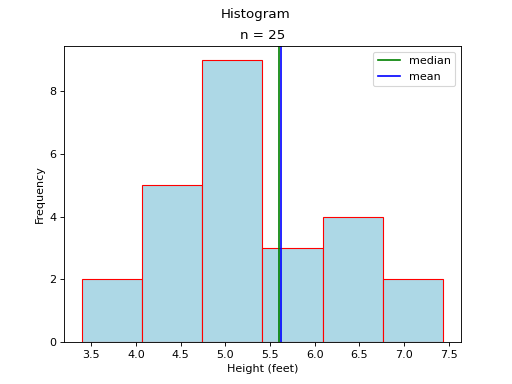 Histogram
n = 25
median
mean
Frequency
8
6
4
2
0
3.5 4.0 4.5 5.0 5.5 6.0 6.5 7.0 7.5
Height (feet)